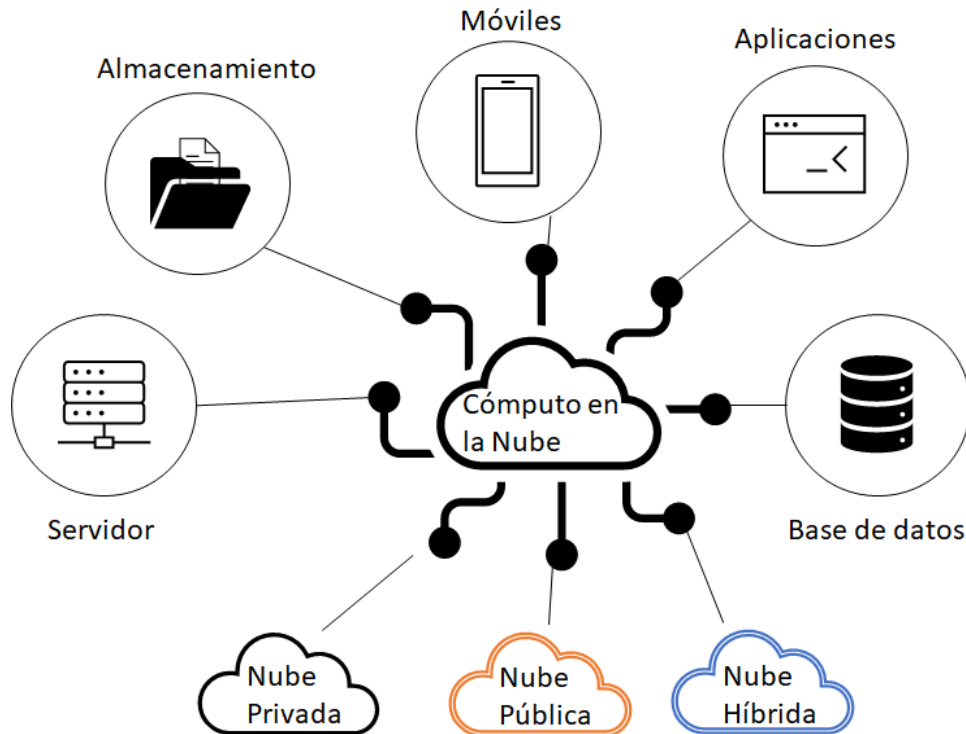 Móviles
Aplicaciones
Almacenamiento
Cómputo en
la Nube
Servidor
Base de datos
Nube
Privada
Nube
Pública
Nube
Híbrida